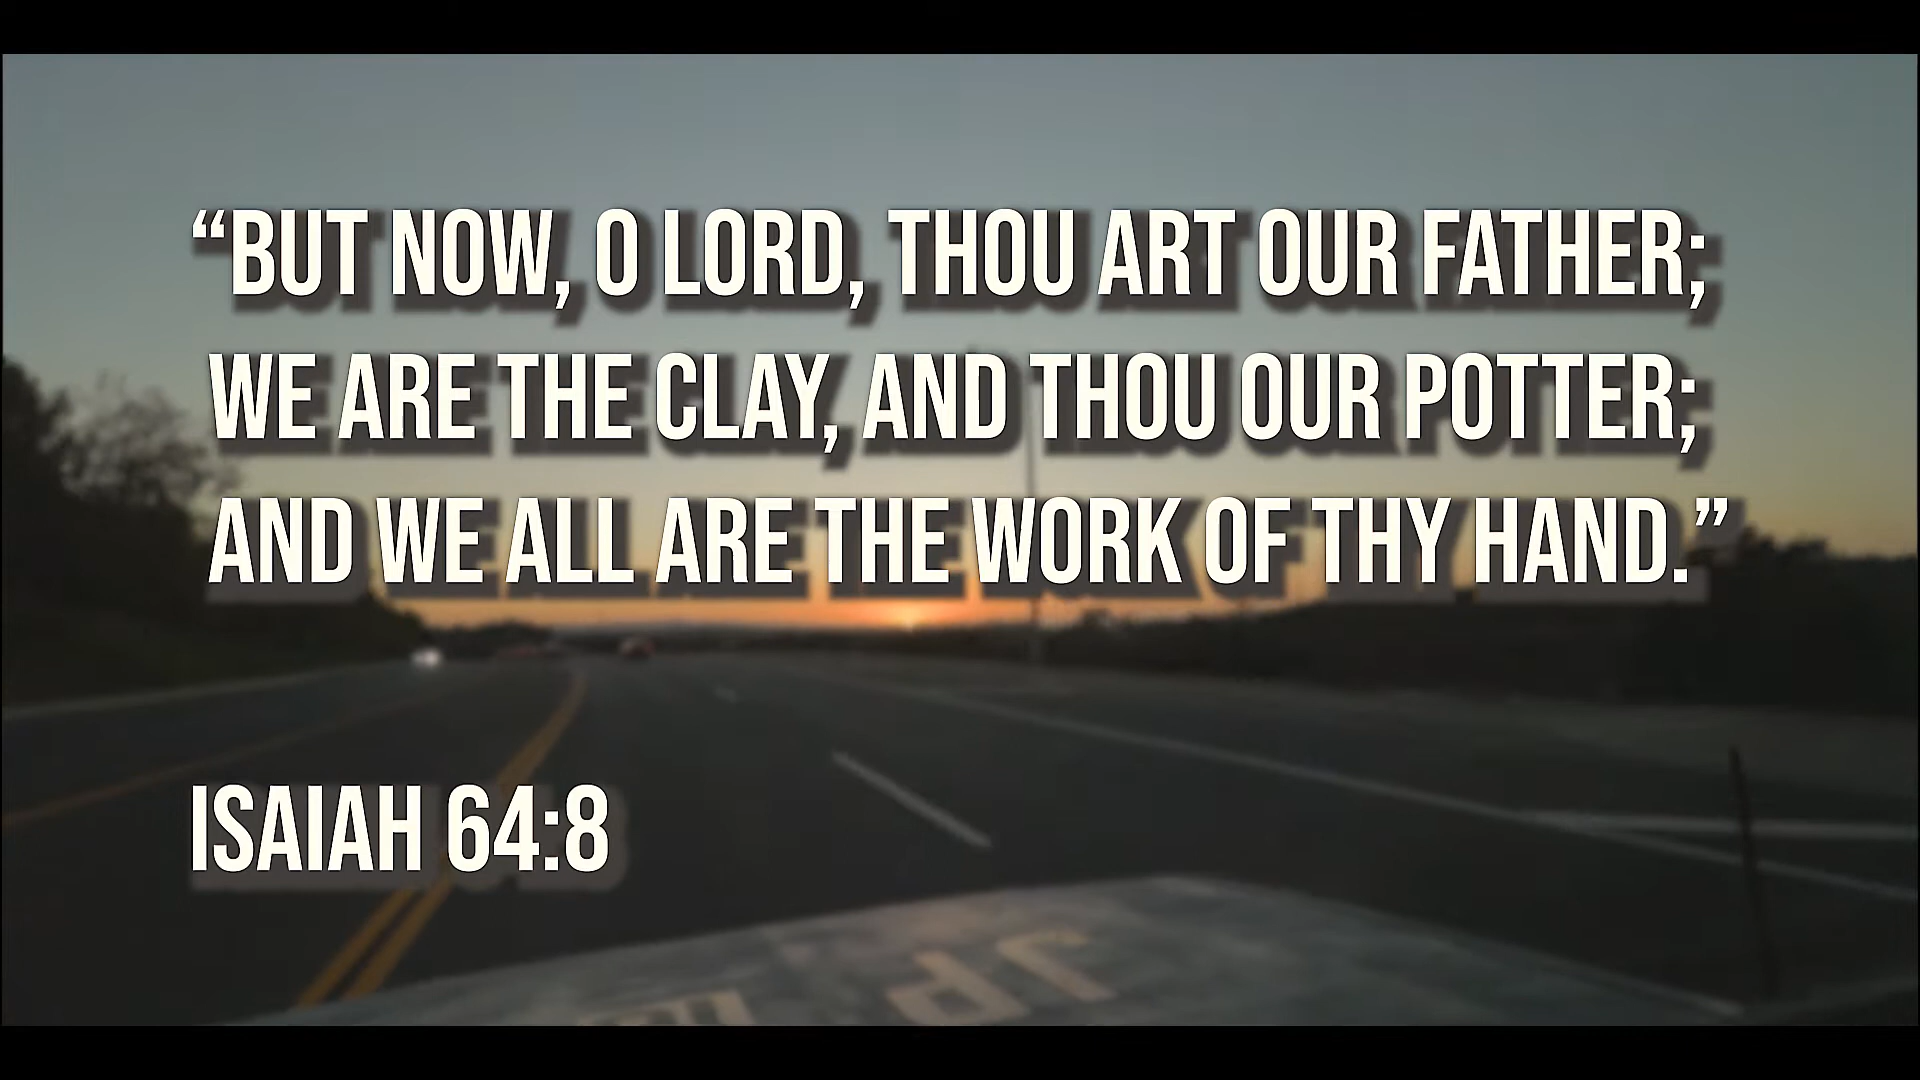 “BUT NOW, O LORD, THOU ART OUR FATHER;
WE ARE THE CLAY, AND THOU OUR POTTER;
AND WE ALL ARE THE WORK OF THY HAND.”
ISAIAH 64:8